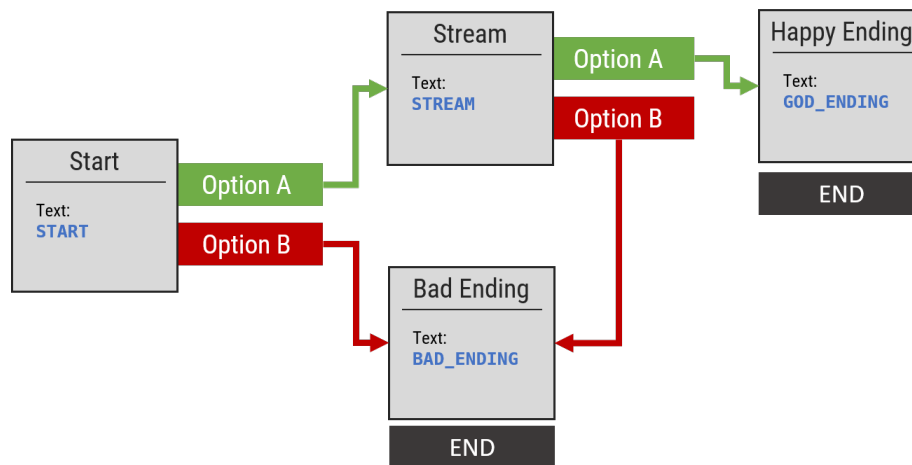 Start
Text:
START
Option A
Option B
Stream
Text:
STREAM
Option A
Option B
Bad Ending
Text:
BAD_ENDING
END
Happy Ending
Text:
GOD_ENDING
END